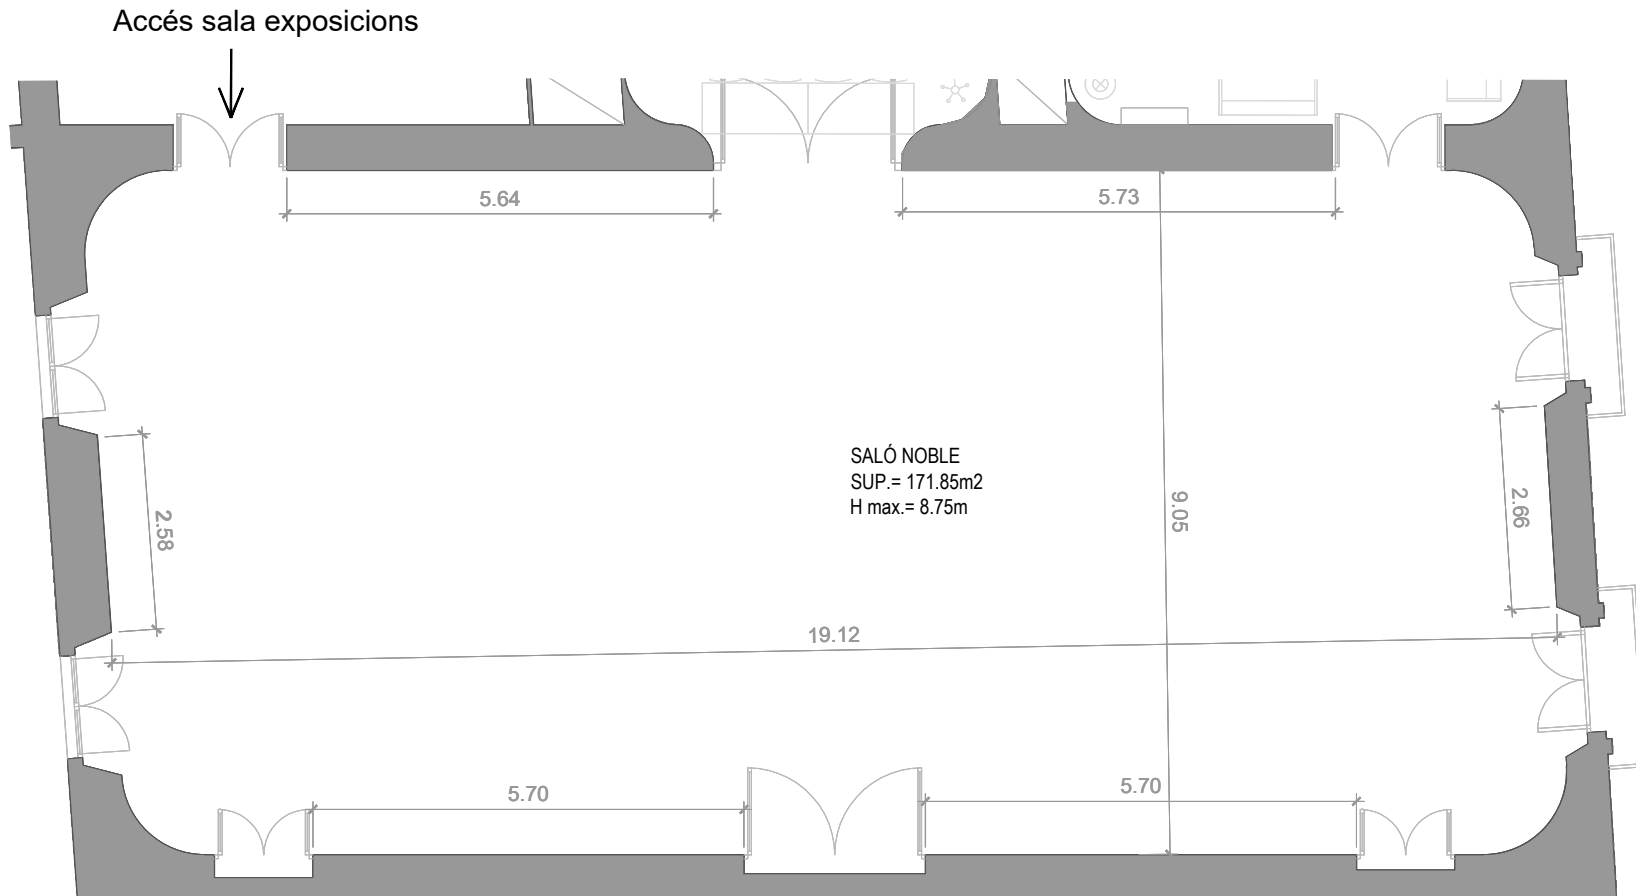 Accés sala exposicions
5.64
5.73
SALÓ NOBLE
SUP.= 171.85m2
H max.= 8.75m
9.05
2.66
2.58
19.12
5.70
5.70